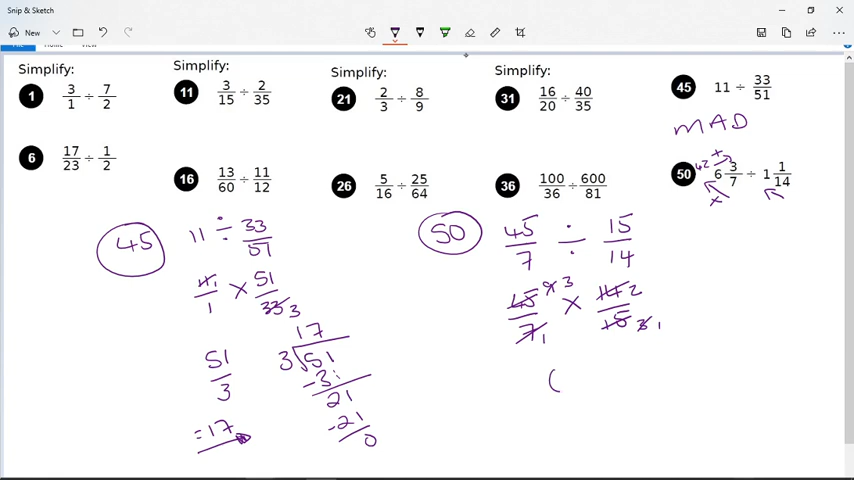 Snip & Sketch
New
Simplify:
1 3/1 ÷ 7/2
6 17/23 ÷ 1/2
Simplify:
11 3/15 ÷ 2/35
16 13/60 ÷ 11/12
Simplify:
21 2/3 ÷ 8/9
26 5/16 ÷ 25/64
Simplify:
31 16/20 ÷ 40/35
36 100/36 ÷ 600/81
45 11 ÷ 33/51
MAD
42 +
50 6 3/7 ÷ 1 1/14
×
45 11 ÷ 33/51
11 1/1 × 51/33 3
51/3
= 17
17
3 51
- 3
21
- 21
0
50 45/7 ÷ 15/14
45 9 3/7 1 × 14 2/15 3 1
(